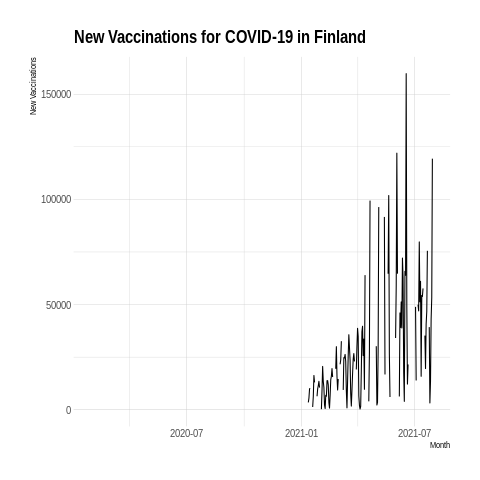 New Vaccinations for COVID-19 in Finland
New Vaccinations
150000
100000
50000
0
2020-07
2021-01
2021-07
Month